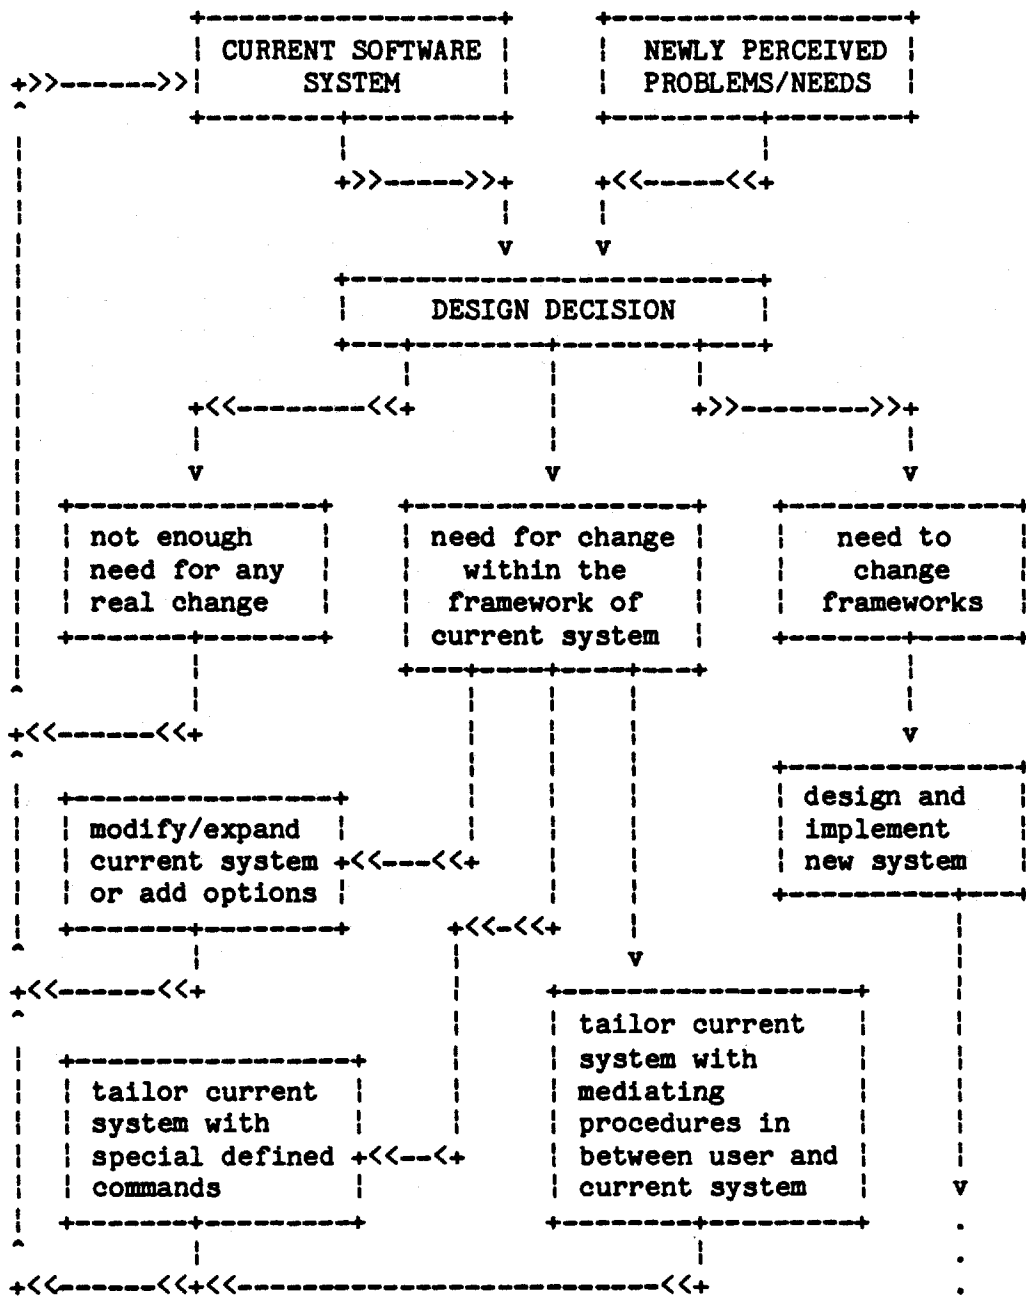 CURRENT SOFTWARE
SYSTEM
NEWLY PERCEIVED
PROBLEMS/NEEDS
DESIGN DECISION
not enough
need for any
real change
need for change
within the
framework of
current system
need to
change
frameworks
design and
implement
new system
modify/expand
current system
or add options
tailor current
system with
special defined
commands
tailor current
system with
mediating
procedures in
between user and
current system